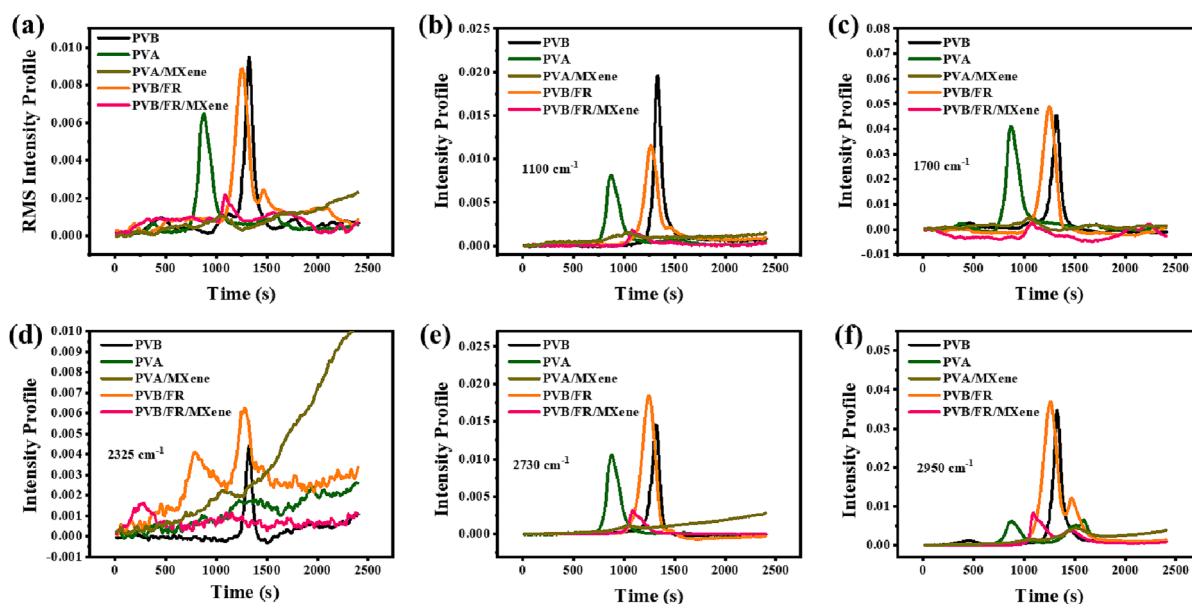 (a)
RMS Intensity Profile
0.010
0.008
0.006
0.004
0.002
0.000
PVB
PVA
PVA/MXene
PVB/FR
PVB/FR/MXene
0 500 1000 1500 2000 2500
Time (s)
(b)
Intensity Profile
0.025
0.020
0.015
0.010
0.005
0.000
PVB
PVA
PVA/MXene
PVB/FR
PVB/FR/MXene
1100 cm⁻¹
0 500 1000 1500 2000 2500
Time (s)
(c)
Intensity Profile
0.08
0.07
0.06
0.05
0.04
0.03
0.02
0.01
0.00
-0.01
PVB
PVA
PVA/MXene
PVB/FR
PVB/FR/MXene
1700 cm⁻¹
0 500 1000 1500 2000 2500
Time (s)
(d)
Intensity Profile
0.010
0.009
0.008
0.007
0.006
0.005
0.004
0.003
0.002
0.001
0.000
-0.001
PVB
PVA
PVA/MXene
PVB/FR
PVB/FR/MXene
2325 cm⁻¹
0 500 1000 1500 2000 2500
Time (s)
(e)
Intensity Profile
0.025
0.020
0.015
0.010
0.005
0.000
PVB
PVA
PVA/MXene
PVB/FR
PVB/FR/MXene
2730 cm⁻¹
0 500 1000 1500 2000 2500
Time (s)
(f)
Intensity Profile
0.05
0.04
0.03
0.02
0.01
0.00
PVB
PVA
PVA/MXene
PVB/FR
PVB/FR/MXene
2950 cm⁻¹
0 500 1000 1500 2000 2500
Time (s)